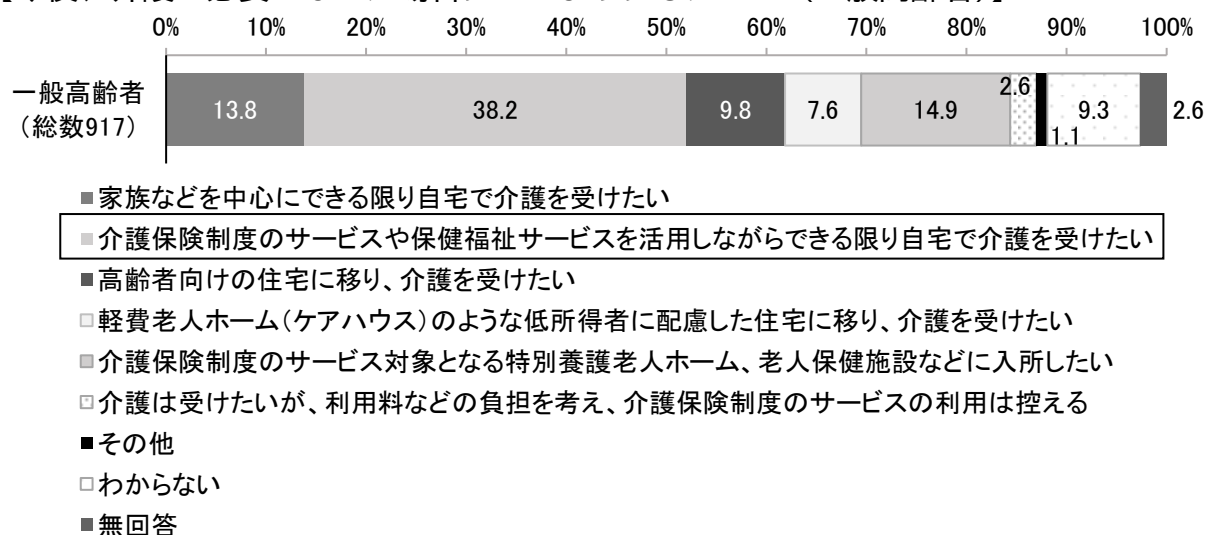 0% 10% 20% 30% 40% 50% 60% 70% 80% 90% 100%
一般高齢者
(総数917)
13.8 38.2 9.8 7.6 14.9 2.6 1.1 9.3 2.6
家族などを中心にできる限り自宅で介護を受けたい
介護保険制度のサービスや保健福祉サービスを活用しながらできる限り自宅で介護を受けたい
高齢者向けの住宅に移り、介護を受けたい
軽費老人ホーム(ケアハウス)のような低所得者に配慮した住宅に移り、介護を受けたい
介護保険制度のサービス対象となる特別養護老人ホーム、老人保健施設などに入所したい
介護は受けたいが、利用料などの負担を考え、介護保険制度のサービスの利用は控える
その他
わからない
無回答